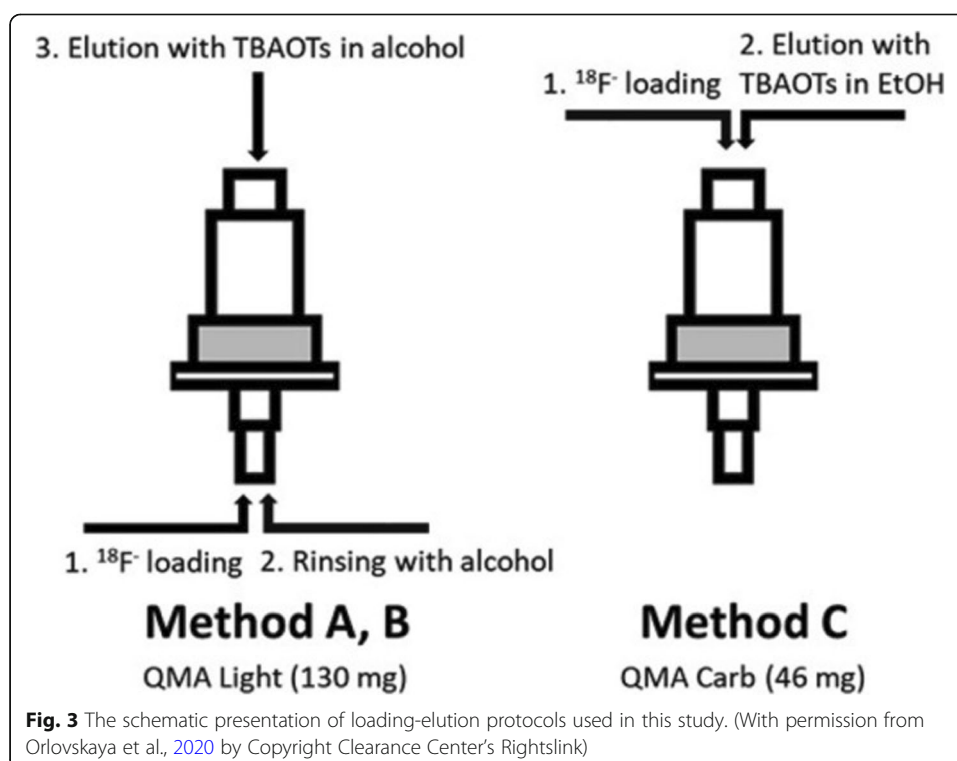 3. Elution with TBAOTs in alcohol
1. ¹⁸F⁻ loading
2. Elution with
TBAOTs in EtOH
1. ¹⁸F⁻ loading 2. Rinsing with alcohol
Method A, B
QMA Light (130 mg)
Method C
QMA Carb (46 mg)
Fig. 3 The schematic presentation of loading-elution protocols used in this study. (With permission from
Orlovskaya et al., 2020 by Copyright Clearance Center's Rightslink)